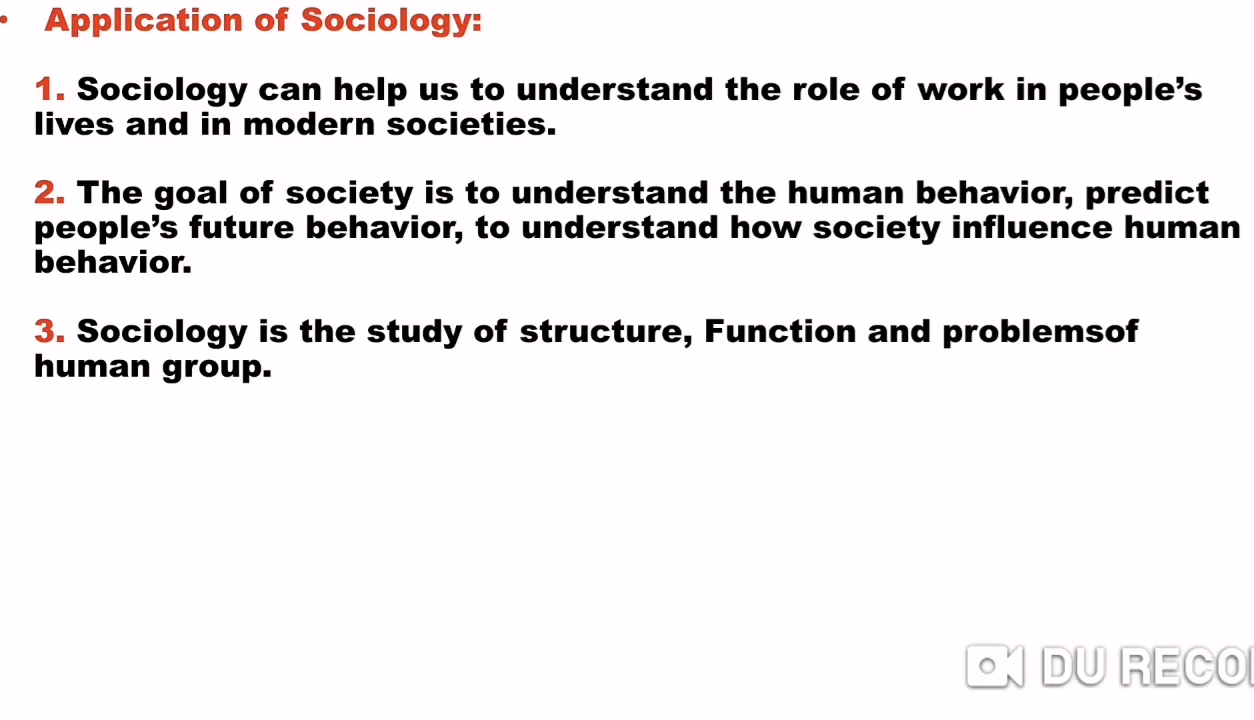 • Application of Sociology:
1. Sociology can help us to understand the role of work in people’s
lives and in modern societies.
2. The goal of society is to understand the human behavior, predict
people’s future behavior, to understand how society influence human
behavior.
3. Sociology is the study of structure, Function and problemsof
human group.
DU RECO